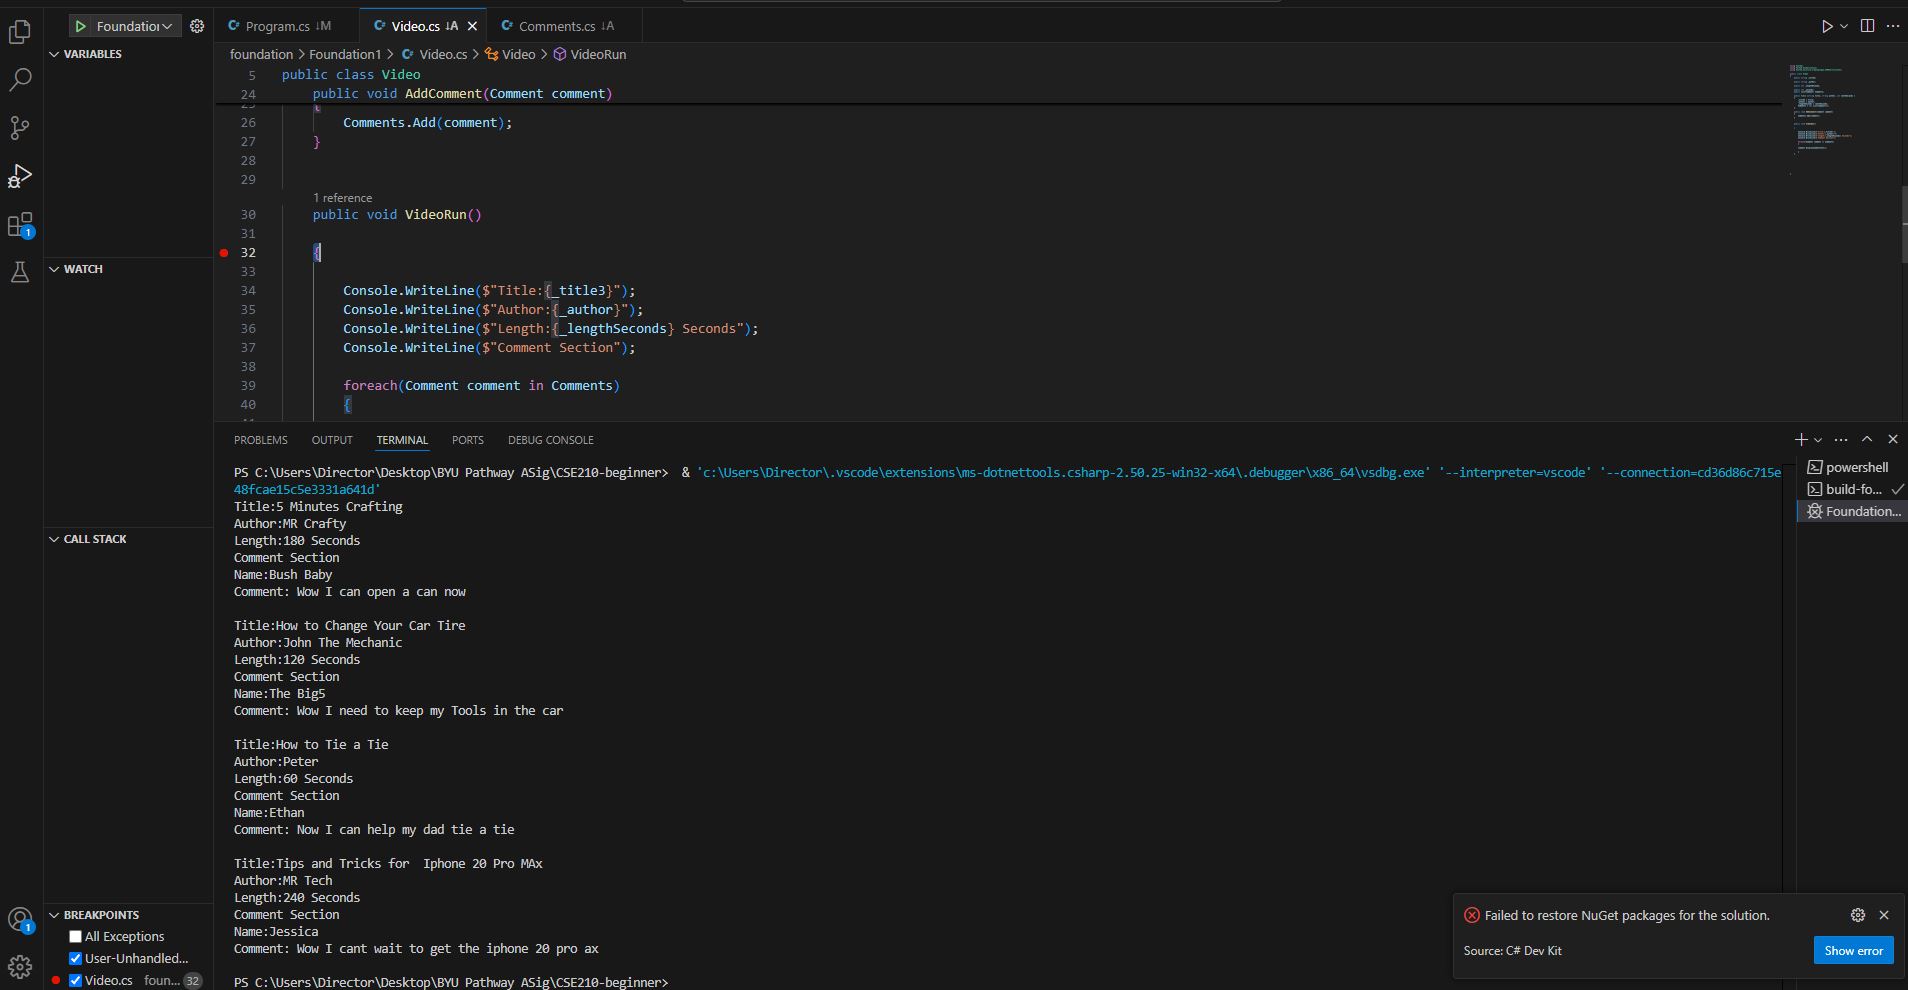 Foundation
Program.cs ↓M
Video.cs ↓A
Comments.cs ↓A
VARIABLES
foundation > Foundation1 > Video.cs > Video > VideoRun
5 public class Video
24 public void AddComment(Comment comment)
25 {
26 Comments.Add(comment);
27 }
28
29
1 reference
30 public void VideoRun()
31
32 {
33
34 Console.WriteLine($"Title:{_title3}");
35 Console.WriteLine($"Author:{_author}");
36 Console.WriteLine($"Length:{_lengthSeconds} Seconds");
37 Console.WriteLine($"Comment Section");
38
39 foreach(Comment comment in Comments)
40 {
1
WATCH
CALL STACK
PROBLEMS OUTPUT TERMINAL PORTS DEBUG CONSOLE
PS C:\Users\Director\Desktop\BYU Pathway ASig\CSE210-beginner> & 'c:\Users\Director\.vscode\extensions\ms-dotnettools.csharp-2.50.25-win32-x64\.debugger\x86_64\vsdbg.exe' '--interpreter=vscode' '--connection=cd36d86c715e
48fcae15c5e3331a641d'
Title:5 Minutes Crafting
Author:MR Crafty
Length:180 Seconds
Comment Section
Name:Bush Baby
Comment: Wow I can open a can now
Title:How to Change Your Car Tire
Author:John The Mechanic
Length:120 Seconds
Comment Section
Name:The Big5
Comment: Wow I need to keep my Tools in the car
Title:How to Tie a Tie
Author:Peter
Length:60 Seconds
Comment Section
Name:Ethan
Comment: Now I can help my dad tie a tie
Title:Tips and Tricks for  Iphone 20 Pro MAx
Author:MR Tech
Length:240 Seconds
Comment Section
Name:Jessica
Comment: Wow I cant wait to get the iphone 20 pro ax
PS C:\Users\Director\Desktop\BYU Pathway ASig\CSE210-beginner>
powershell
build-fo...
Foundation...
BREAKPOINTS
All Exceptions
User-Unhandled...
Video.cs foun... 32
1
Failed to restore NuGet packages for the solution.
Source: C# Dev Kit
Show error